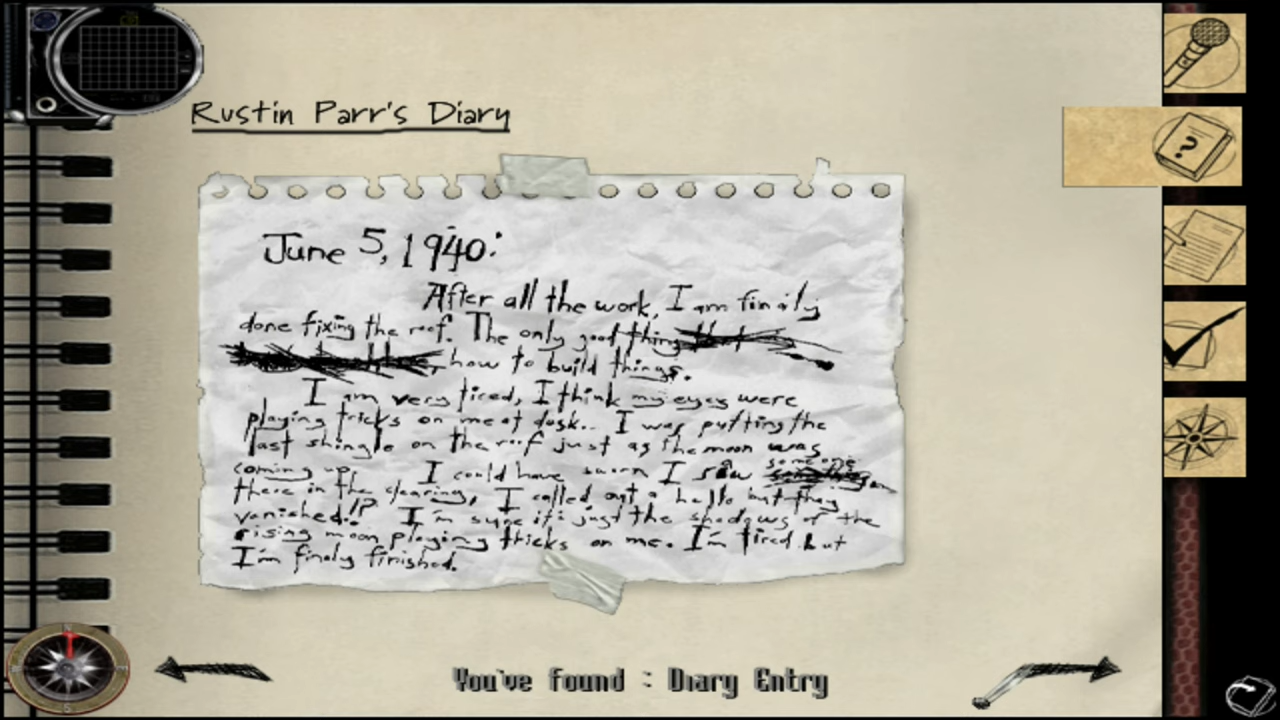 Rustin Parr's Diary
June 5, 1940:
After all the work, I am finaly
done fixing the roof. The only good thing
how to build things.
I am very tired, I think my eyes were
playing tricks on me at dusk.. I was putting the
last shingle on the roof just as the moon was
coming up. I could have sworn I saw someone
there in the clearing, I called out a hello but they
vanished. I'm sure it's just the shadows of the
rising moon playing tricks on me. I'm tired but
I'm finaly finished.
You've found : Diary Entry
N
S